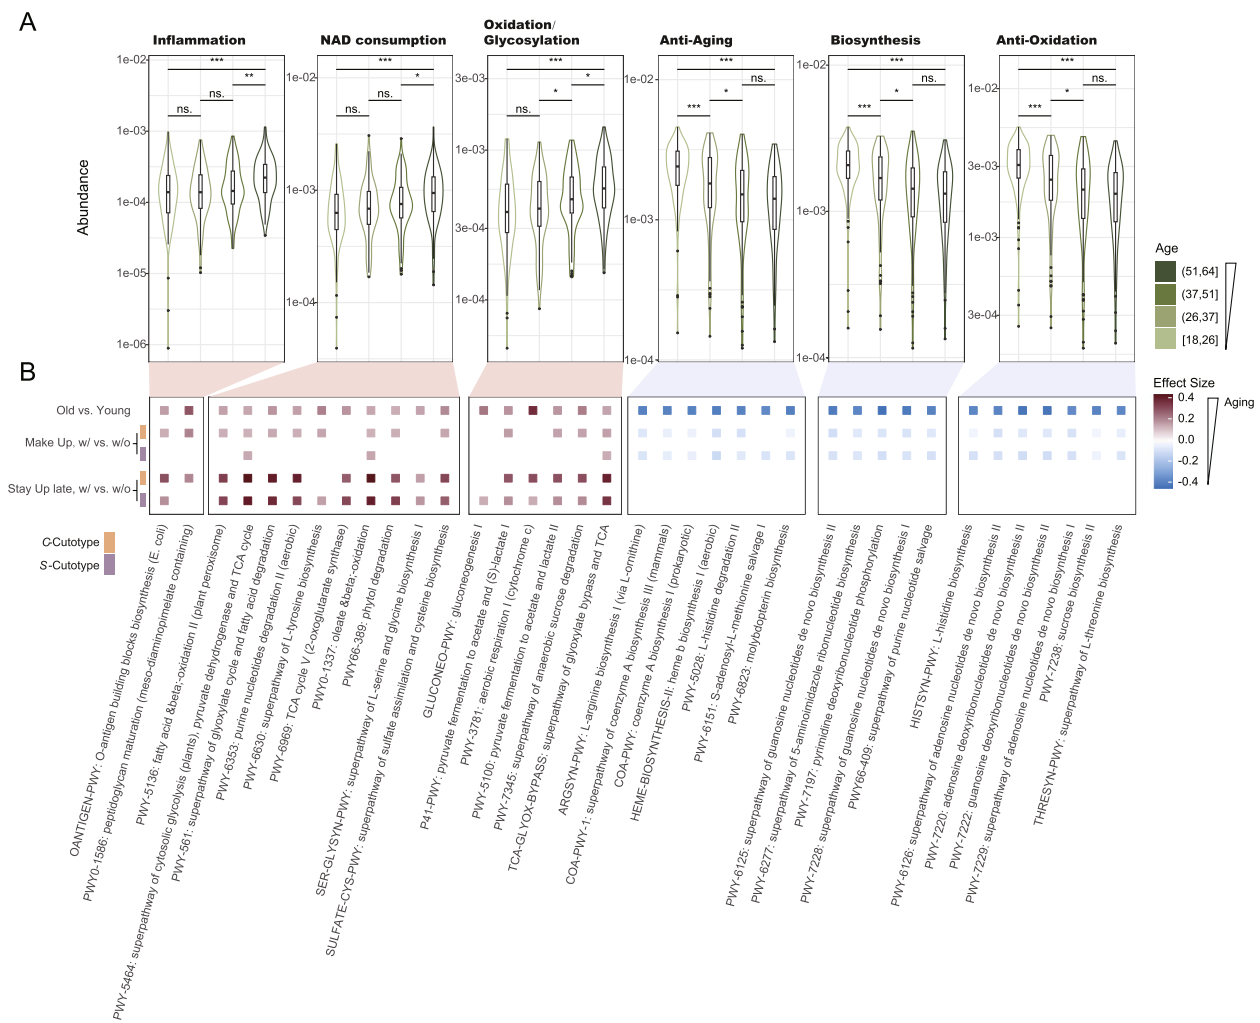 A
Inflammation
NAD consumption
Oxidation/
Glycosylation
Anti-Aging
Biosynthesis
Anti-Oxidation
Abundance
1e-02
1e-03
1e-04
1e-05
1e-06
***
**
ns.
ns.
1e-02
1e-03
1e-04
***
*
ns.
ns.
3e-03
1e-03
3e-04
1e-04
***
*
*
ns.
1e-02
1e-03
1e-04
***
ns.
*
***
1e-02
1e-03
1e-04
***
ns.
*
***
1e-02
3e-03
1e-03
3e-04
***
ns.
*
***
Age
(51,64]
(37,51]
(26,37]
[18,26]
B
Old vs. Young
Make Up, w/ vs. w/o
Stay Up late, w/ vs. w/o
C-Cutotype
S-Cutotype
Effect Size
0.4
0.2
0.0
-0.2
-0.4
Aging
OANTIGEN-PWY: O-antigen building blocks biosynthesis (E. coli)
PWY0-1586: peptidoglycan maturation (meso-diaminopimelate containing)
PWY-5136: fatty acid &beta;-oxidation II (plant peroxisome)
PWY-5464: superpathway of cytosolic glycolysis (plants), pyruvate dehydrogenase and TCA cycle
PWY-561: superpathway of glyoxylate cycle and fatty acid degradation
PWY-6353: purine nucleotides degradation II (aerobic)
PWY-6630: superpathway of L-tyrosine biosynthesis
PWY-6969: TCA cycle V (2-oxoglutarate synthase)
PWY0-1337: oleate &beta;-oxidation
PWY66-389: phytol degradation
SER-GLYSYN-PWY: superpathway of L-serine and glycine biosynthesis I
SULFATE-CYS-PWY: superpathway of sulfate assimilation and cysteine biosynthesis
GLUCONEO-PWY: gluconeogenesis I
P41-PWY: pyruvate fermentation to acetate and (S)-lactate I
PWY-3781: aerobic respiration I (cytochrome c)
PWY-5100: pyruvate fermentation to acetate and lactate II
PWY-7345: superpathway of anaerobic sucrose degradation
TCA-GLYOX-BYPASS: superpathway of glyoxylate bypass and TCA
ARGSYN-PWY: L-arginine biosynthesis I (via L-ornithine)
COA-PWY-1: superpathway of coenzyme A biosynthesis III (mammals)
COA-PWY: coenzyme A biosynthesis I (prokaryotic)
HEME-BIOSYNTHESIS-II: heme b biosynthesis I (aerobic)
PWY-5028: L-histidine degradation II
PWY-6151: S-adenosyl-L-methionine salvage I
PWY-6823: molybdopterin biosynthesis
PWY-6125: superpathway of guanosine nucleotides de novo biosynthesis II
PWY-6277: superpathway of 5-aminoimidazole ribonucleotide biosynthesis
PWY-7197: pyrimidine deoxyribonucleotide phosphorylation
PWY-7228: superpathway of guanosine nucleotides de novo biosynthesis I
PWY66-409: superpathway of purine nucleotide salvage
HISTSYN-PWY: L-histidine biosynthesis
PWY-6126: superpathway of adenosine nucleotides de novo biosynthesis II
PWY-7220: adenosine deoxyribonucleotides de novo biosynthesis II
PWY-7222: guanosine deoxyribonucleotides de novo biosynthesis II
PWY-7229: superpathway of adenosine nucleotides de novo biosynthesis I
PWY-7238: sucrose biosynthesis II
THRESYN-PWY: superpathway of L-threonine biosynthesis